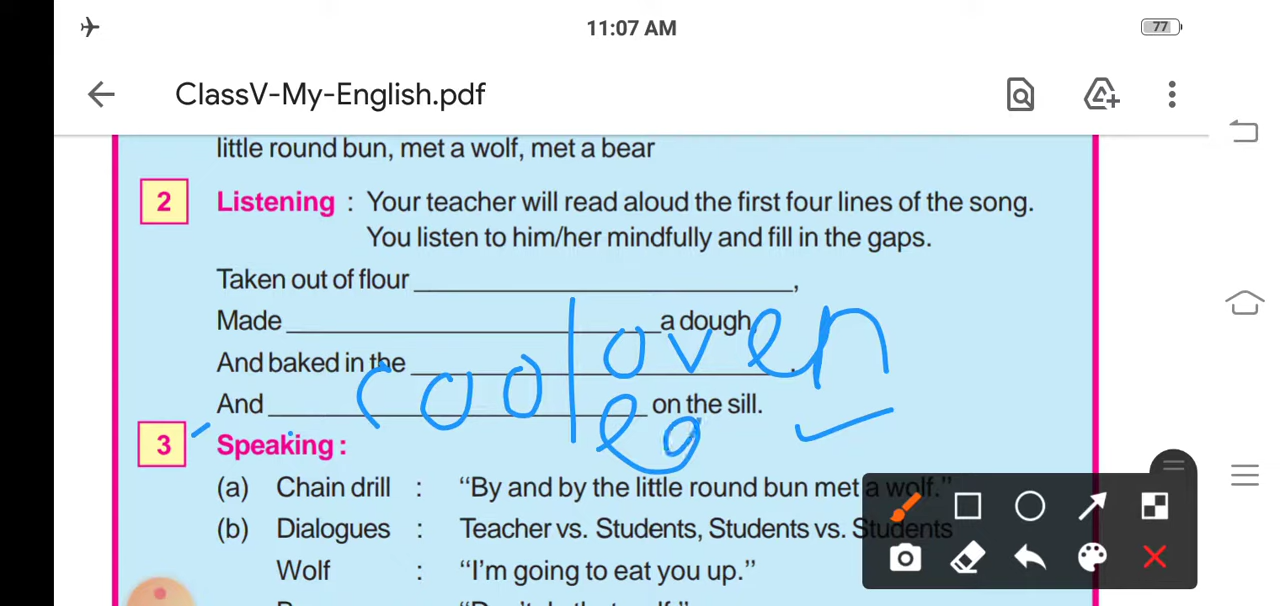 11:07 AM
77
ClassV-My-English.pdf
little round bun, met a wolf, met a bear
2 Listening : Your teacher will read aloud the first four lines of the song.
You listen to him/her mindfully and fill in the gaps.
Taken out of flour ____________________,
Made ____________________ a dough
oven
And baked in the ____________________.
cool
And ____________________ on the sill.
3 Speaking :
(a) Chain drill : "By and by the little round bun met a wolf."
(b) Dialogues : Teacher vs. Students, Students vs. Students
Wolf : "I'm going to eat you up."